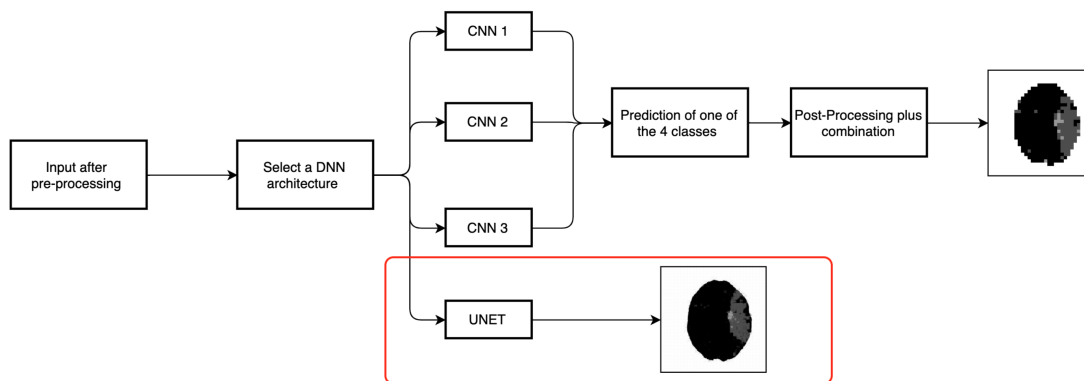 Input after
pre-processing
Select a DNN
architecture
CNN 1
CNN 2
CNN 3
UNET
Prediction of one of
the 4 classes
Post-Processing plus
combination